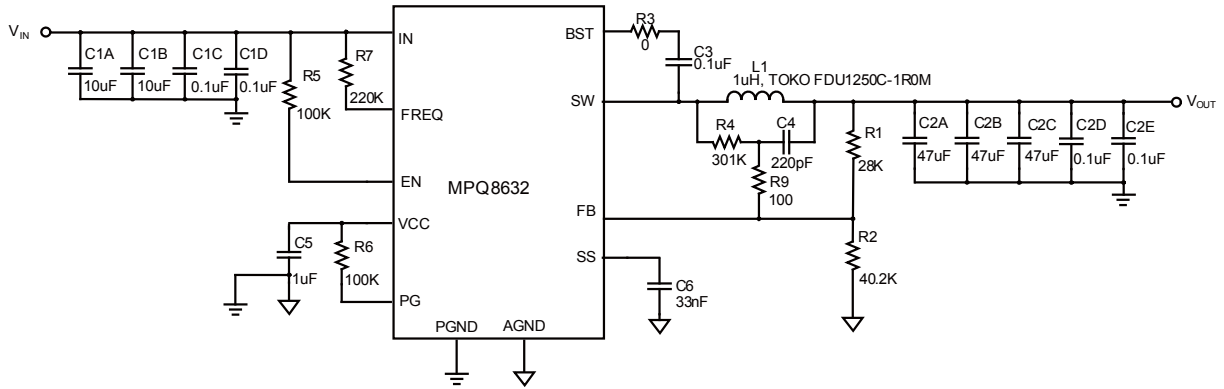 V_IN
C1A
10uF
C1B
10uF
C1C
0.1uF
C1D
0.1uF
R5
100K
R7
220K
IN
FREQ
EN
VCC
PG
MPQ8632
PGND
AGND
BST
SW
FB
SS
C5
1uF
R6
100K
R3
0
C3
0.1uF
L1
1uH, TOKO FDU1250C-1R0M
R4
301K
C4
220pF
R9
100
R1
28K
R2
40.2K
C6
33nF
C2A
47uF
C2B
47uF
C2C
47uF
C2D
0.1uF
C2E
0.1uF
V_OUT